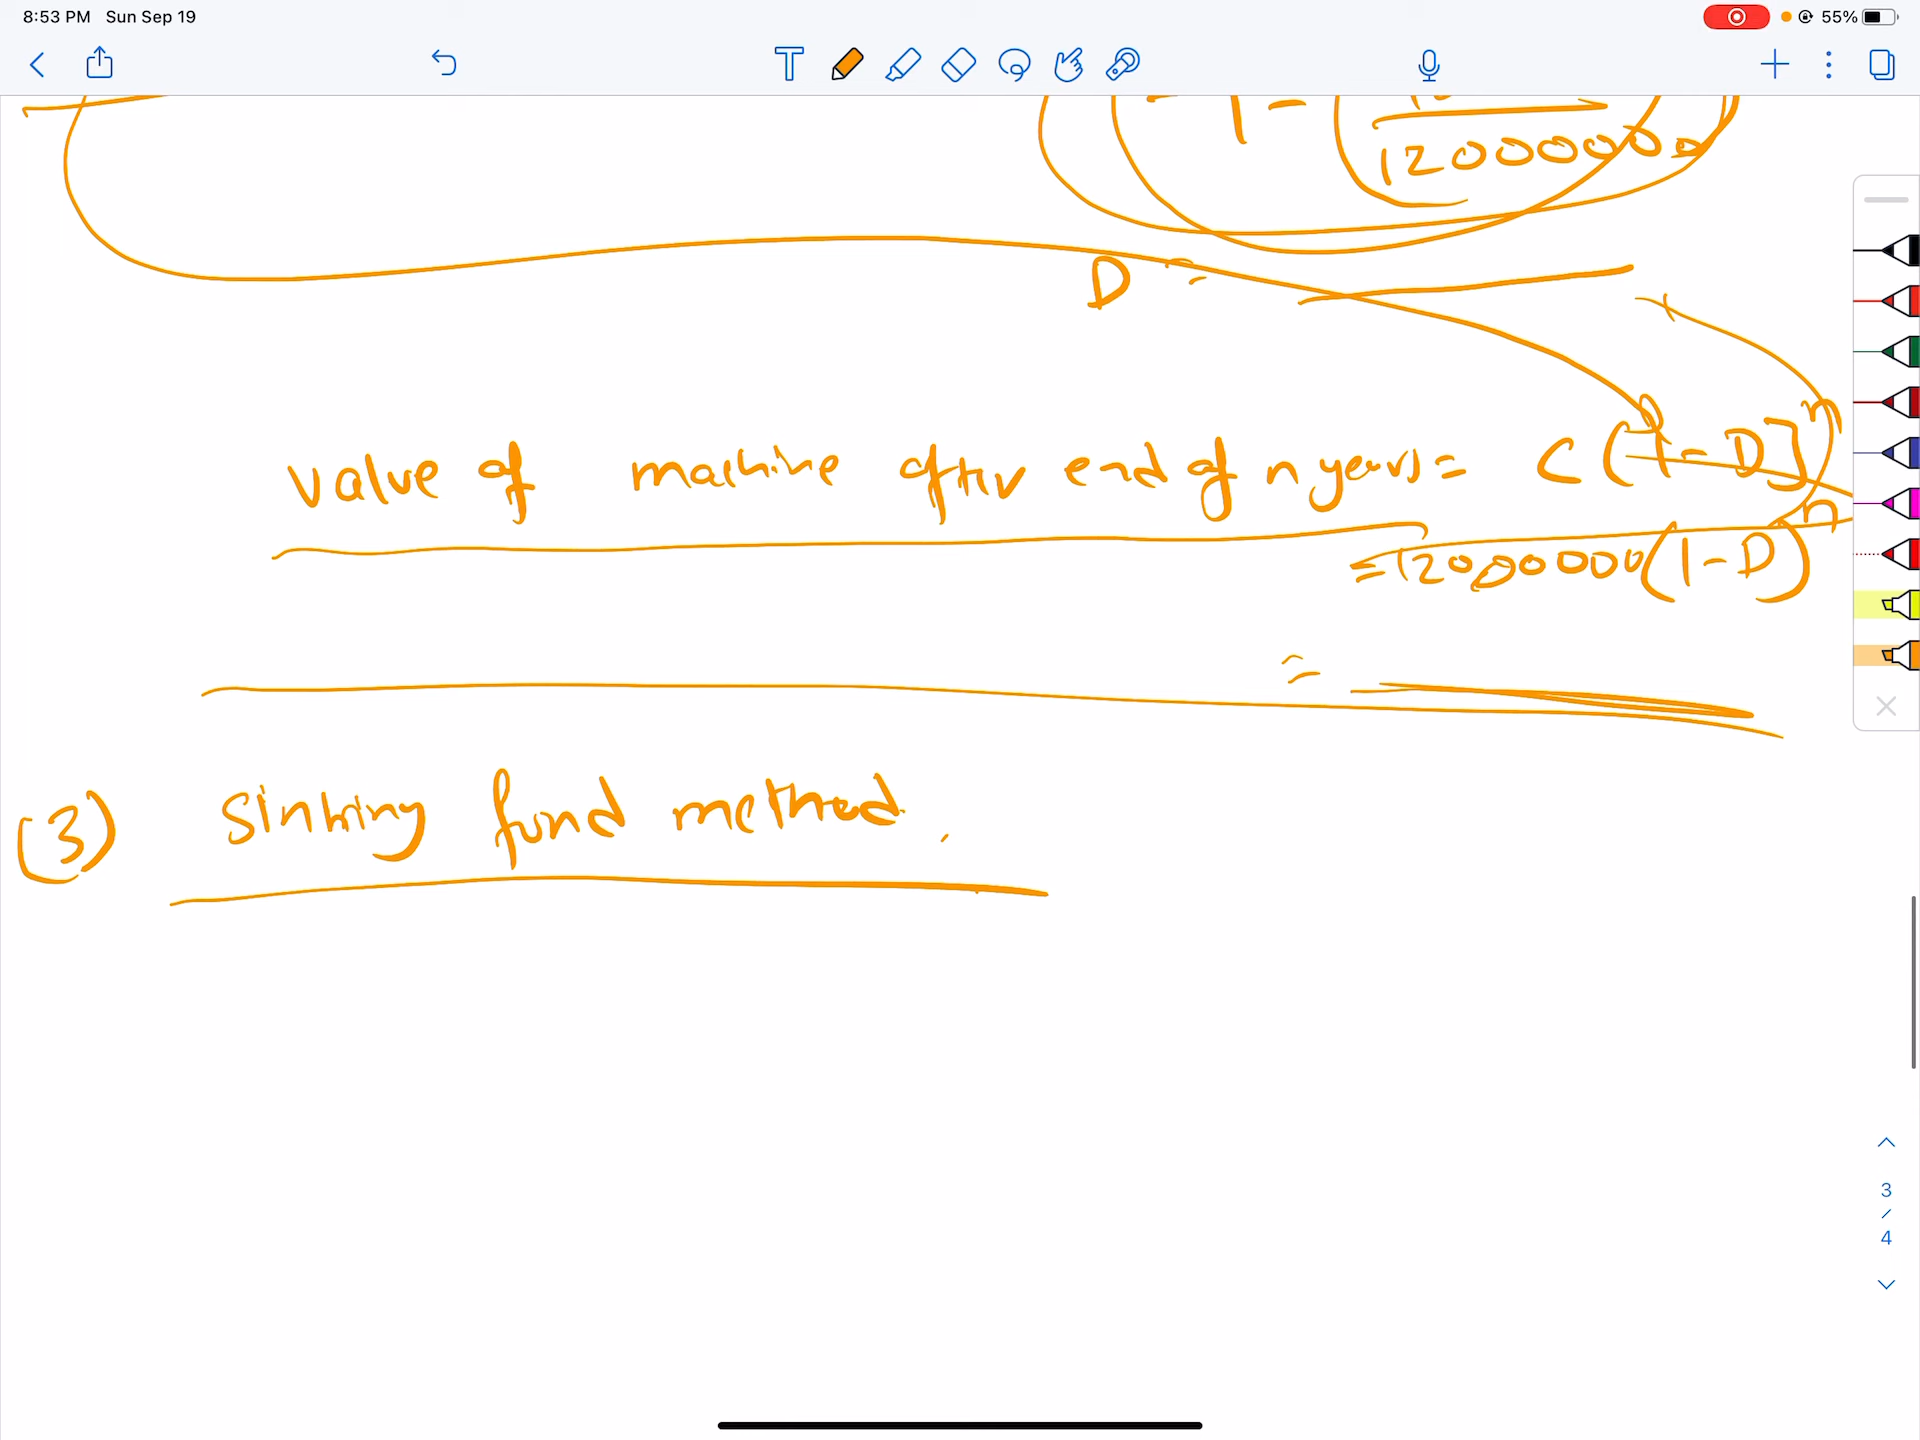 8:53 PM Sun Sep 19
55%
- 1 -
12000000
D =
Value of machine after end of n years = C (1-D]^n
=12000000(1-D)^n
=
(3) Sinking fund method.
3
/
4